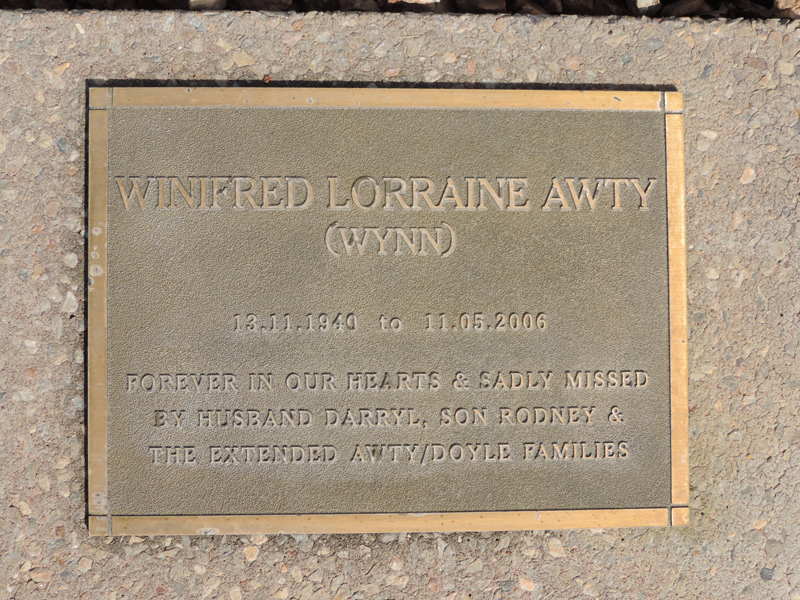 WINIFRED LORRAINE AWTY
(WYNN)
13.11.1940 to 11.05.2006
FOREVER IN OUR HEARTS & SADLY MISSED
BY HUSBAND DARRYL, SON RODNEY &
THE EXTENDED AWTY/DOYLE FAMILIES